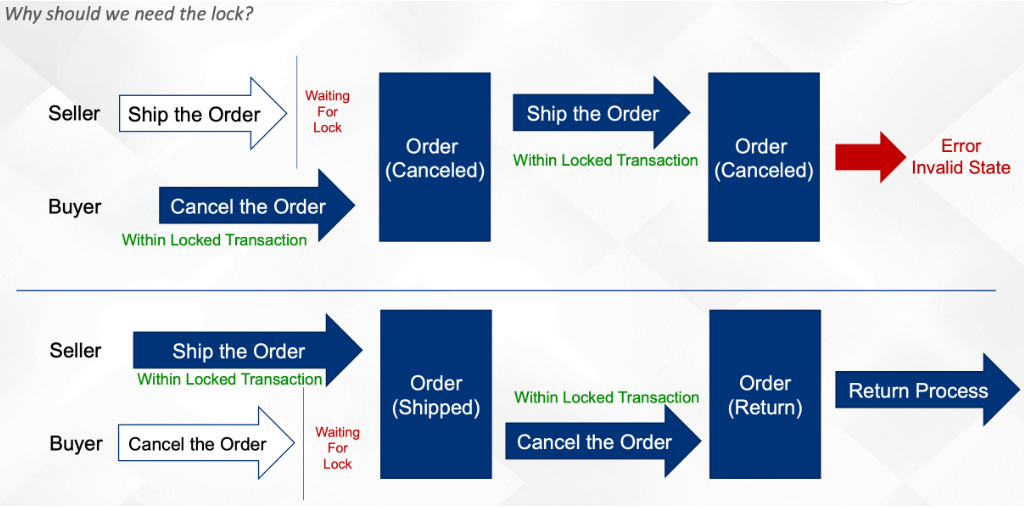 Why should we need the lock?
Seller
Ship the Order
Waiting
For
Lock
Order
(Canceled)
Ship the Order
Within Locked Transaction
Order
(Canceled)
Error
Invalid State
Buyer
Cancel the Order
Within Locked Transaction
Seller
Ship the Order
Within Locked Transaction
Order
(Shipped)
Within Locked Transaction
Cancel the Order
Order
(Return)
Return Process
Buyer
Cancel the Order
Waiting
For
Lock